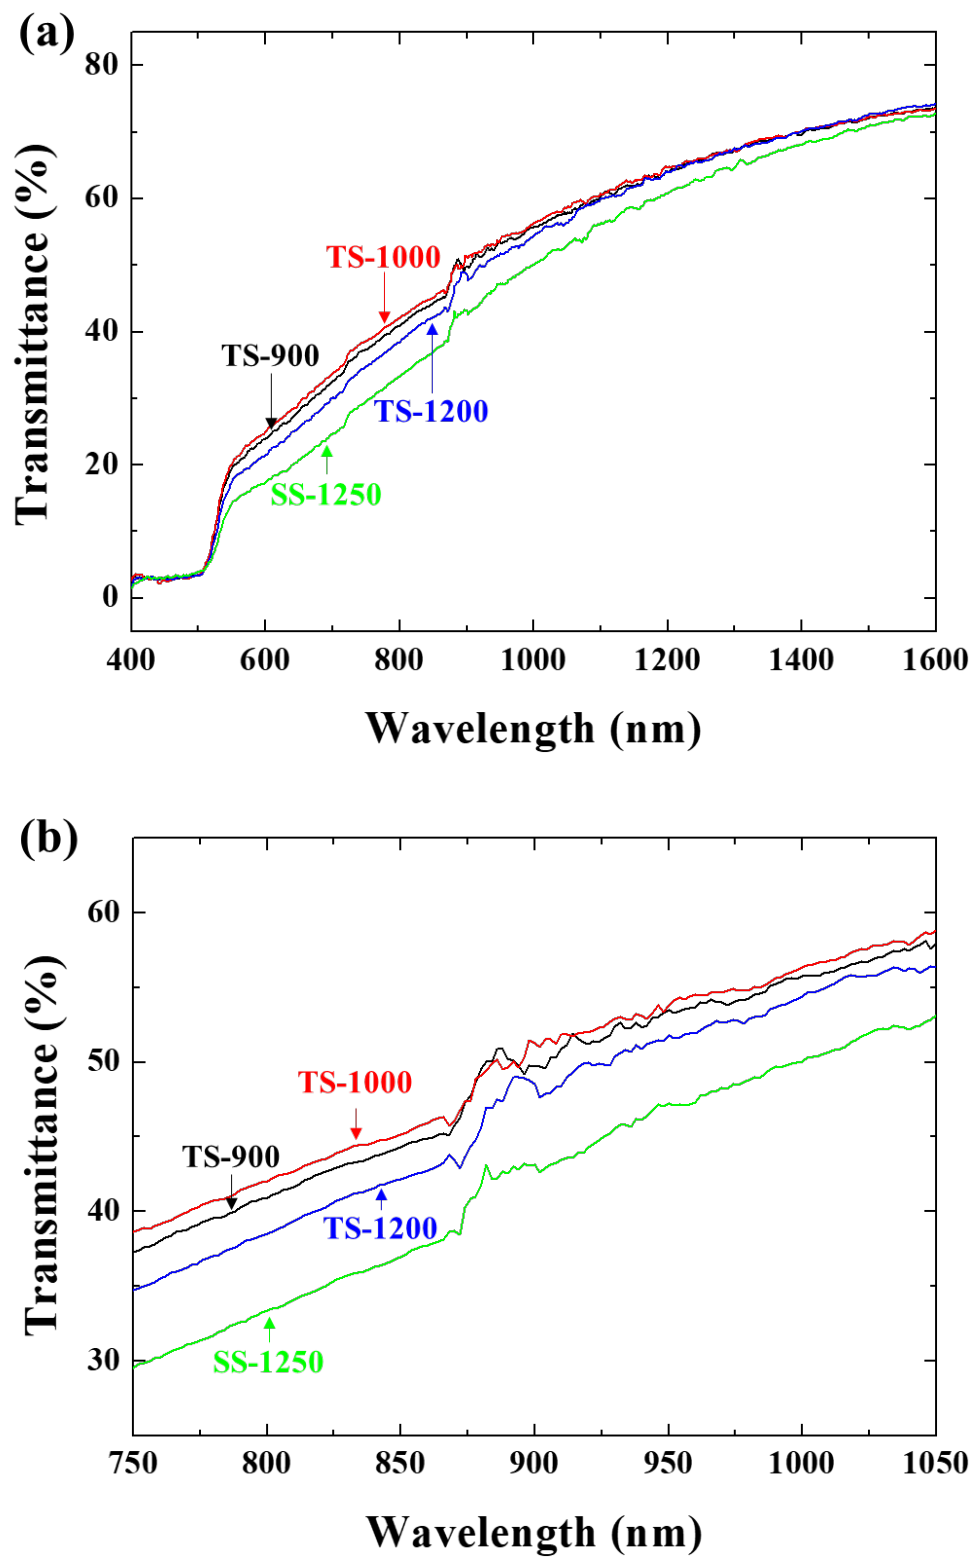 (a)
80
60
40
20
0
TS-1000
TS-900
TS-1200
SS-1250
Transmittance (%)
400 600 800 1000 1200 1400 1600
Wavelength (nm)
(b)
60
50
40
30
TS-1000
TS-900
TS-1200
SS-1250
Transmittance (%)
750 800 850 900 950 1000 1050
Wavelength (nm)